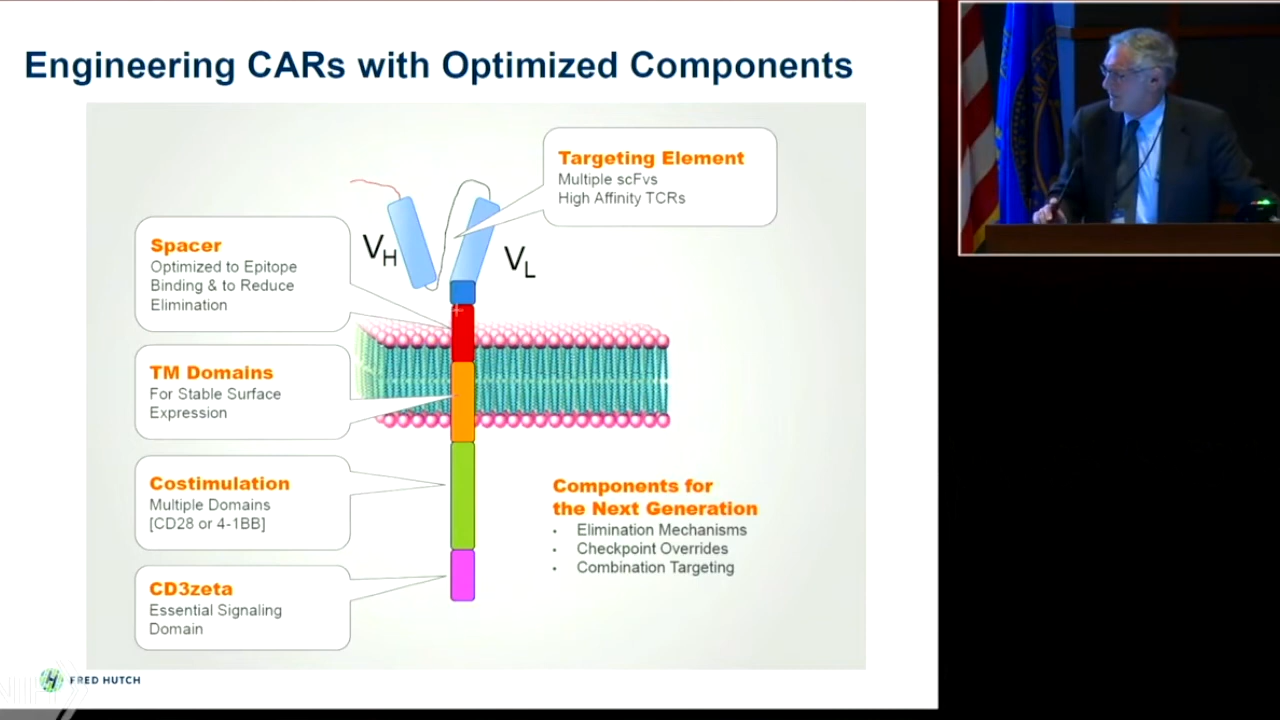 Engineering CARs with Optimized Components
Targeting Element
Multiple scFvs
High Affinity TCRs
Spacer
Optimized to Epitope
Binding & to Reduce
Elimination
VH
VL
TM Domains
For Stable Surface
Expression
Costimulation
Multiple Domains
[CD28 or 4-1BB]
Components for
the Next Generation
• Elimination Mechanisms
• Checkpoint Overrides
• Combination Targeting
CD3zeta
Essential Signaling
Domain
NIH
FRED HUTCH